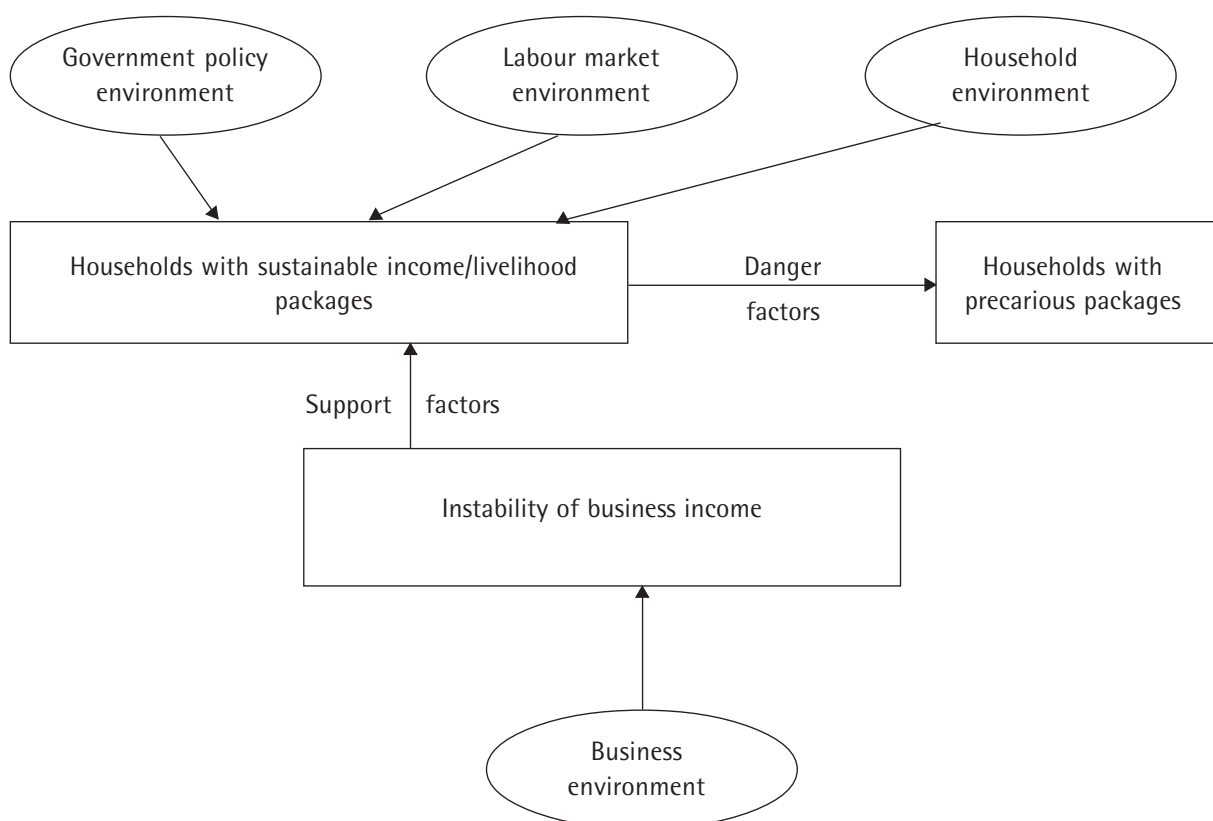 Government policy
environment
Labour market
environment
Household
environment
Households with sustainable income/livelihood
packages
Danger
factors
Households with
precarious packages
Support factors
Instability of business income
Business
environment